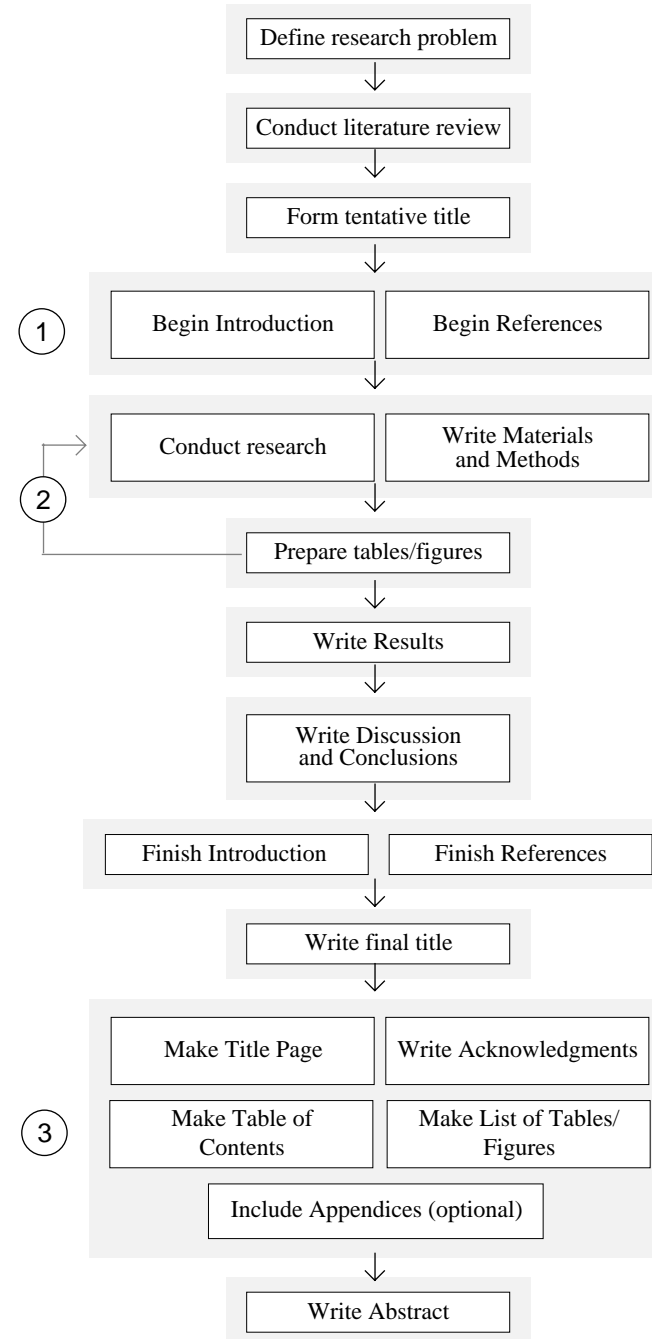 Define research problem
Conduct literature review
Form tentative title
1
Begin Introduction
Begin References
Conduct research
Write Materials
and Methods
2
Prepare tables/figures
Write Results
Write Discussion
and Conclusions
Finish Introduction
Finish References
Write final title
Make Title Page
Write Acknowledgments
3
Make Table of
Contents
Make List of Tables/
Figures
Include Appendices (optional)
Write Abstract